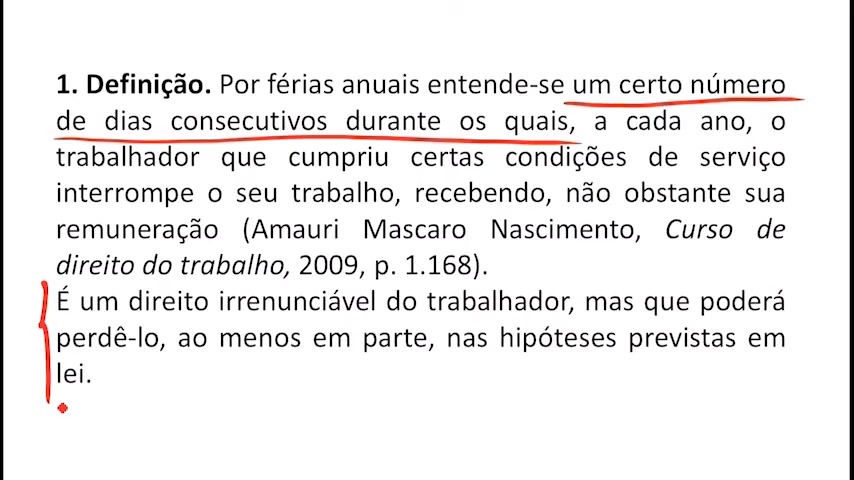 1. Definição. Por férias anuais entende-se um certo número
de dias consecutivos durante os quais, a cada ano, o
trabalhador que cumpriu certas condições de serviço
interrompe o seu trabalho, recebendo, não obstante sua
remuneração (Amauri Mascaro Nascimento, Curso de
direito do trabalho, 2009, p. 1.168).
É um direito irrenunciável do trabalhador, mas que poderá
perdê-lo, ao menos em parte, nas hipóteses previstas em
lei.